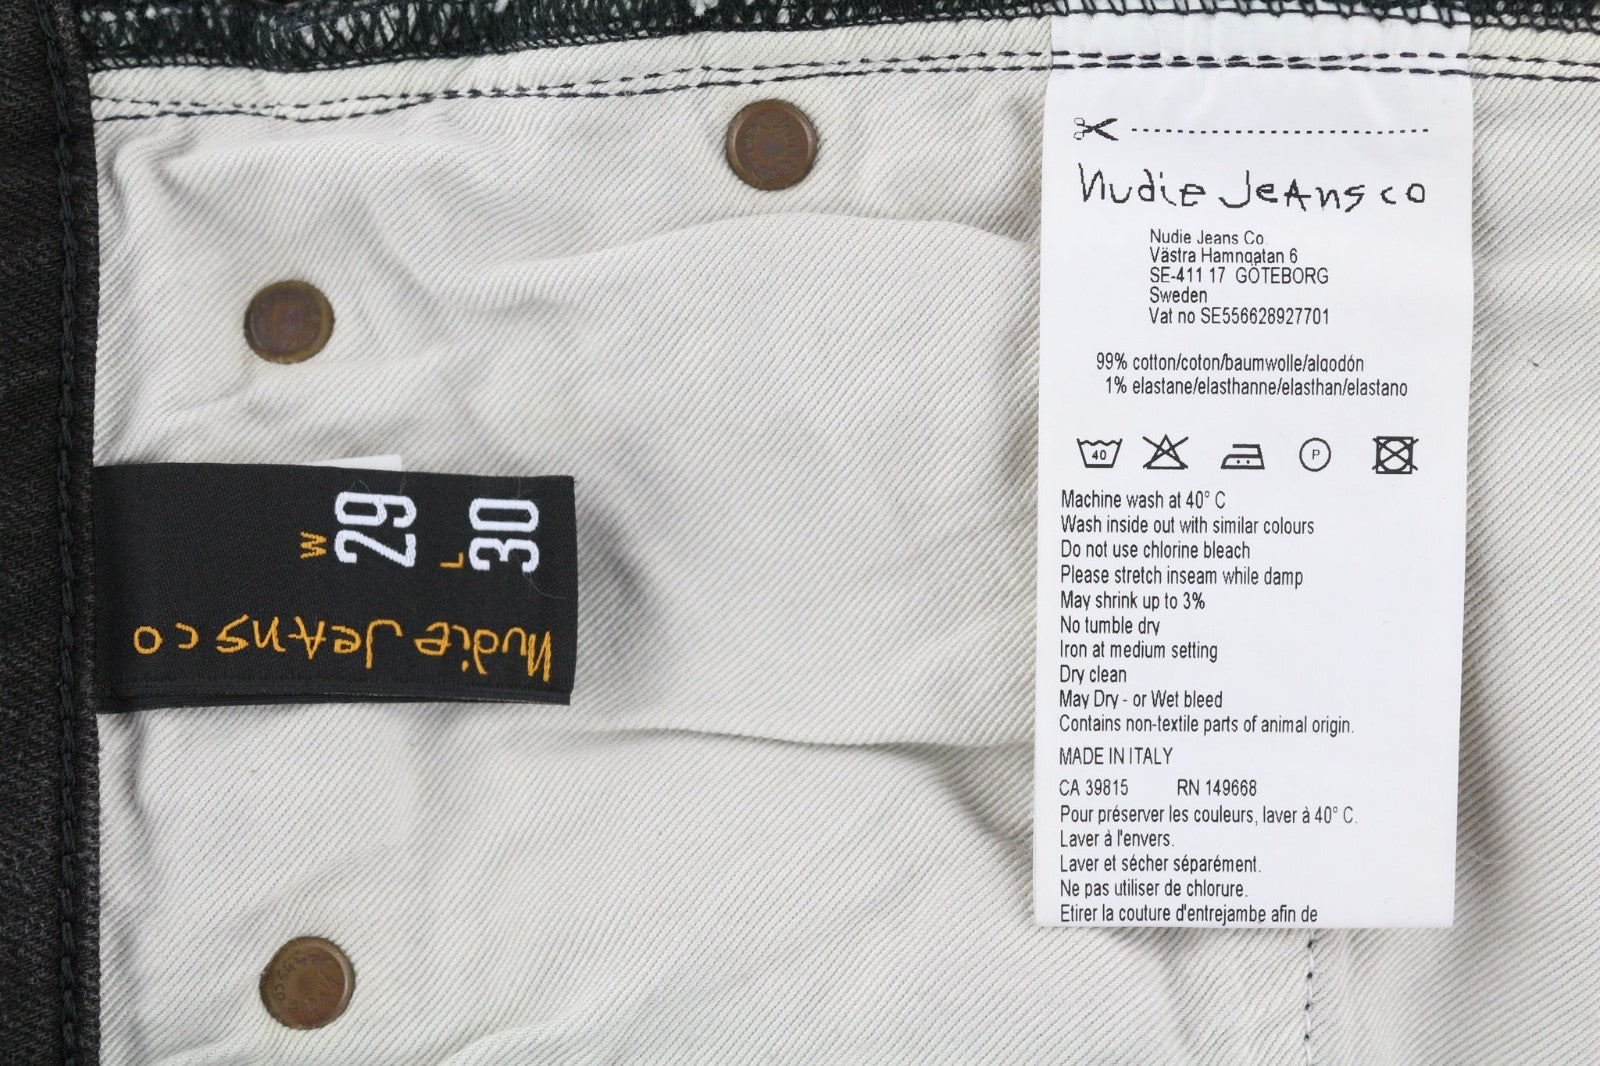 W
29
L
30
Nudie Jeans co
Nudie Jeans co
Nudie Jeans Co.
Västra Hamngatan 6
SE-411 17 GÖTEBORG
Sweden
Vat no SE556628927701
99% cotton/coton/baumwolle/algodón
1% elastane/elasthanne/elasthan/elastano
40
P
Machine wash at 40° C
Wash inside out with similar colours
Do not use chlorine bleach
Please stretch inseam while damp
May shrink up to 3%
No tumble dry
Iron at medium setting
Dry clean
May Dry - or Wet bleed
Contains non-textile parts of animal origin.
MADE IN ITALY
CA 39815 RN 149668
Pour préserver les couleurs, laver à 40° C.
Laver à l'envers.
Laver et sécher séparément.
Ne pas utiliser de chlorure.
Etirer la couture d'entrejambe afin de